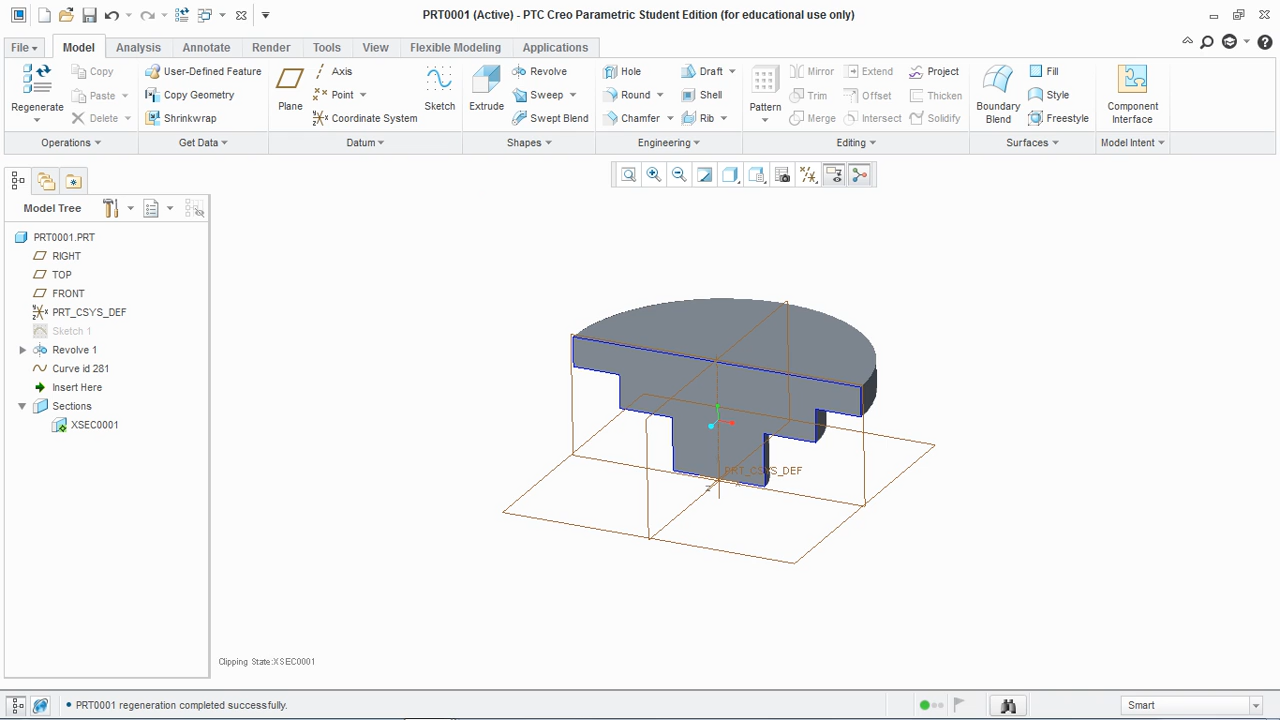 PRT0001 (Active) - PTC Creo Parametric Student Edition (for educational use only)
File Model Analysis Annotate Render Tools View Flexible Modeling Applications
Regenerate
Copy
Paste
Delete
Operations
User-Defined Feature
Copy Geometry
Shrinkwrap
Get Data
Plane
Axis
Point
Coordinate System
Sketch
Datum
Extrude
Revolve
Sweep
Swept Blend
Shapes
Hole
Round
Chamfer
Draft
Shell
Rib
Engineering
Pattern
Mirror
Trim
Merge
Extend
Offset
Intersect
Project
Thicken
Solidify
Editing
Boundary
Blend
Fill
Style
Freestyle
Surfaces
Component
Interface
Model Intent
Model Tree
PRT0001.PRT
RIGHT
TOP
FRONT
PRT_CSYS_DEF
Sketch 1
Revolve 1
Curve id 281
Insert Here
Sections
XSEC0001
PRT_CSYS_DEF
Clipping State:XSEC0001
PRT0001 regeneration completed successfully.
Smart